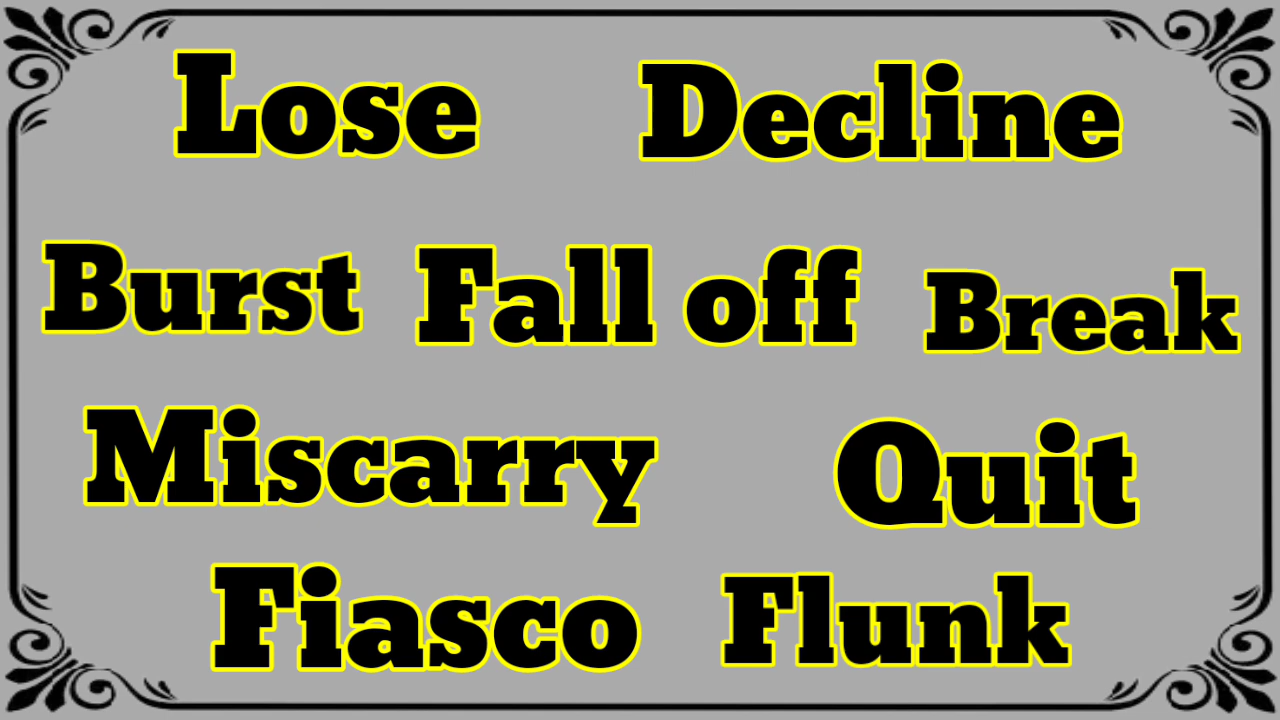 Lose Decline
Burst Fall off Break
Miscarry Quit
Fiasco Flunk